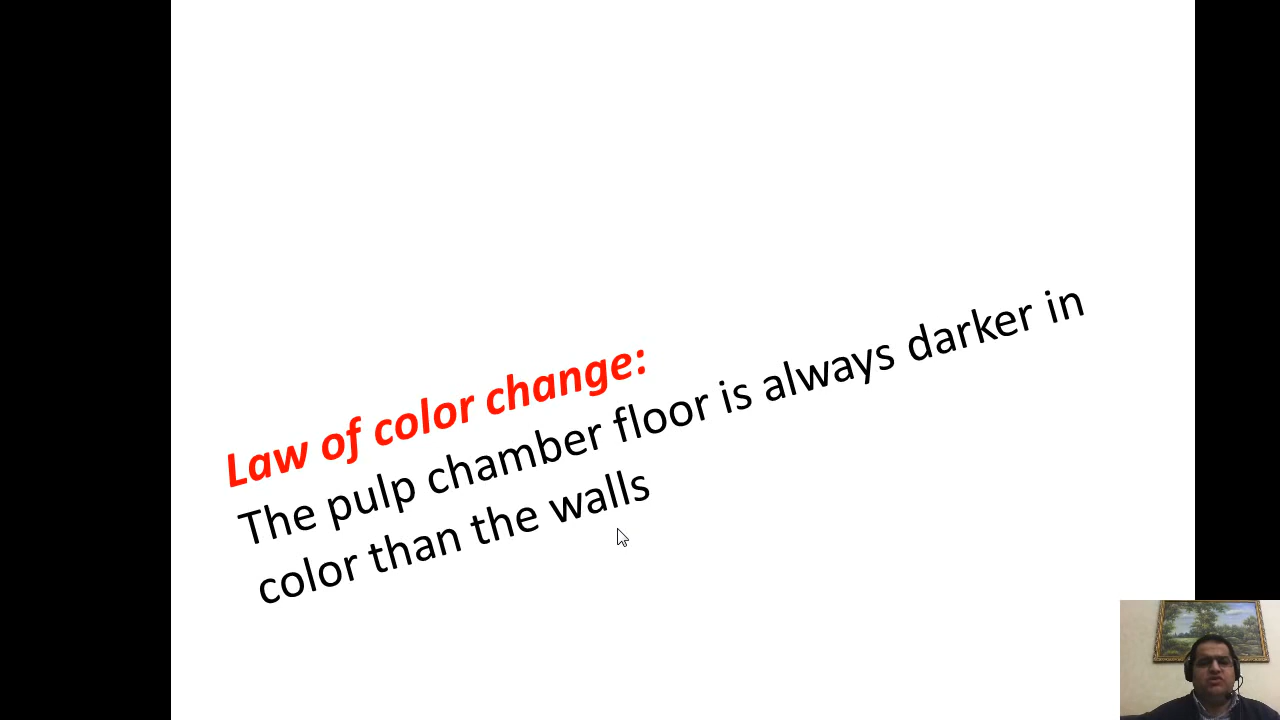 Law of color change:
The pulp chamber floor is always darker in
color than the walls